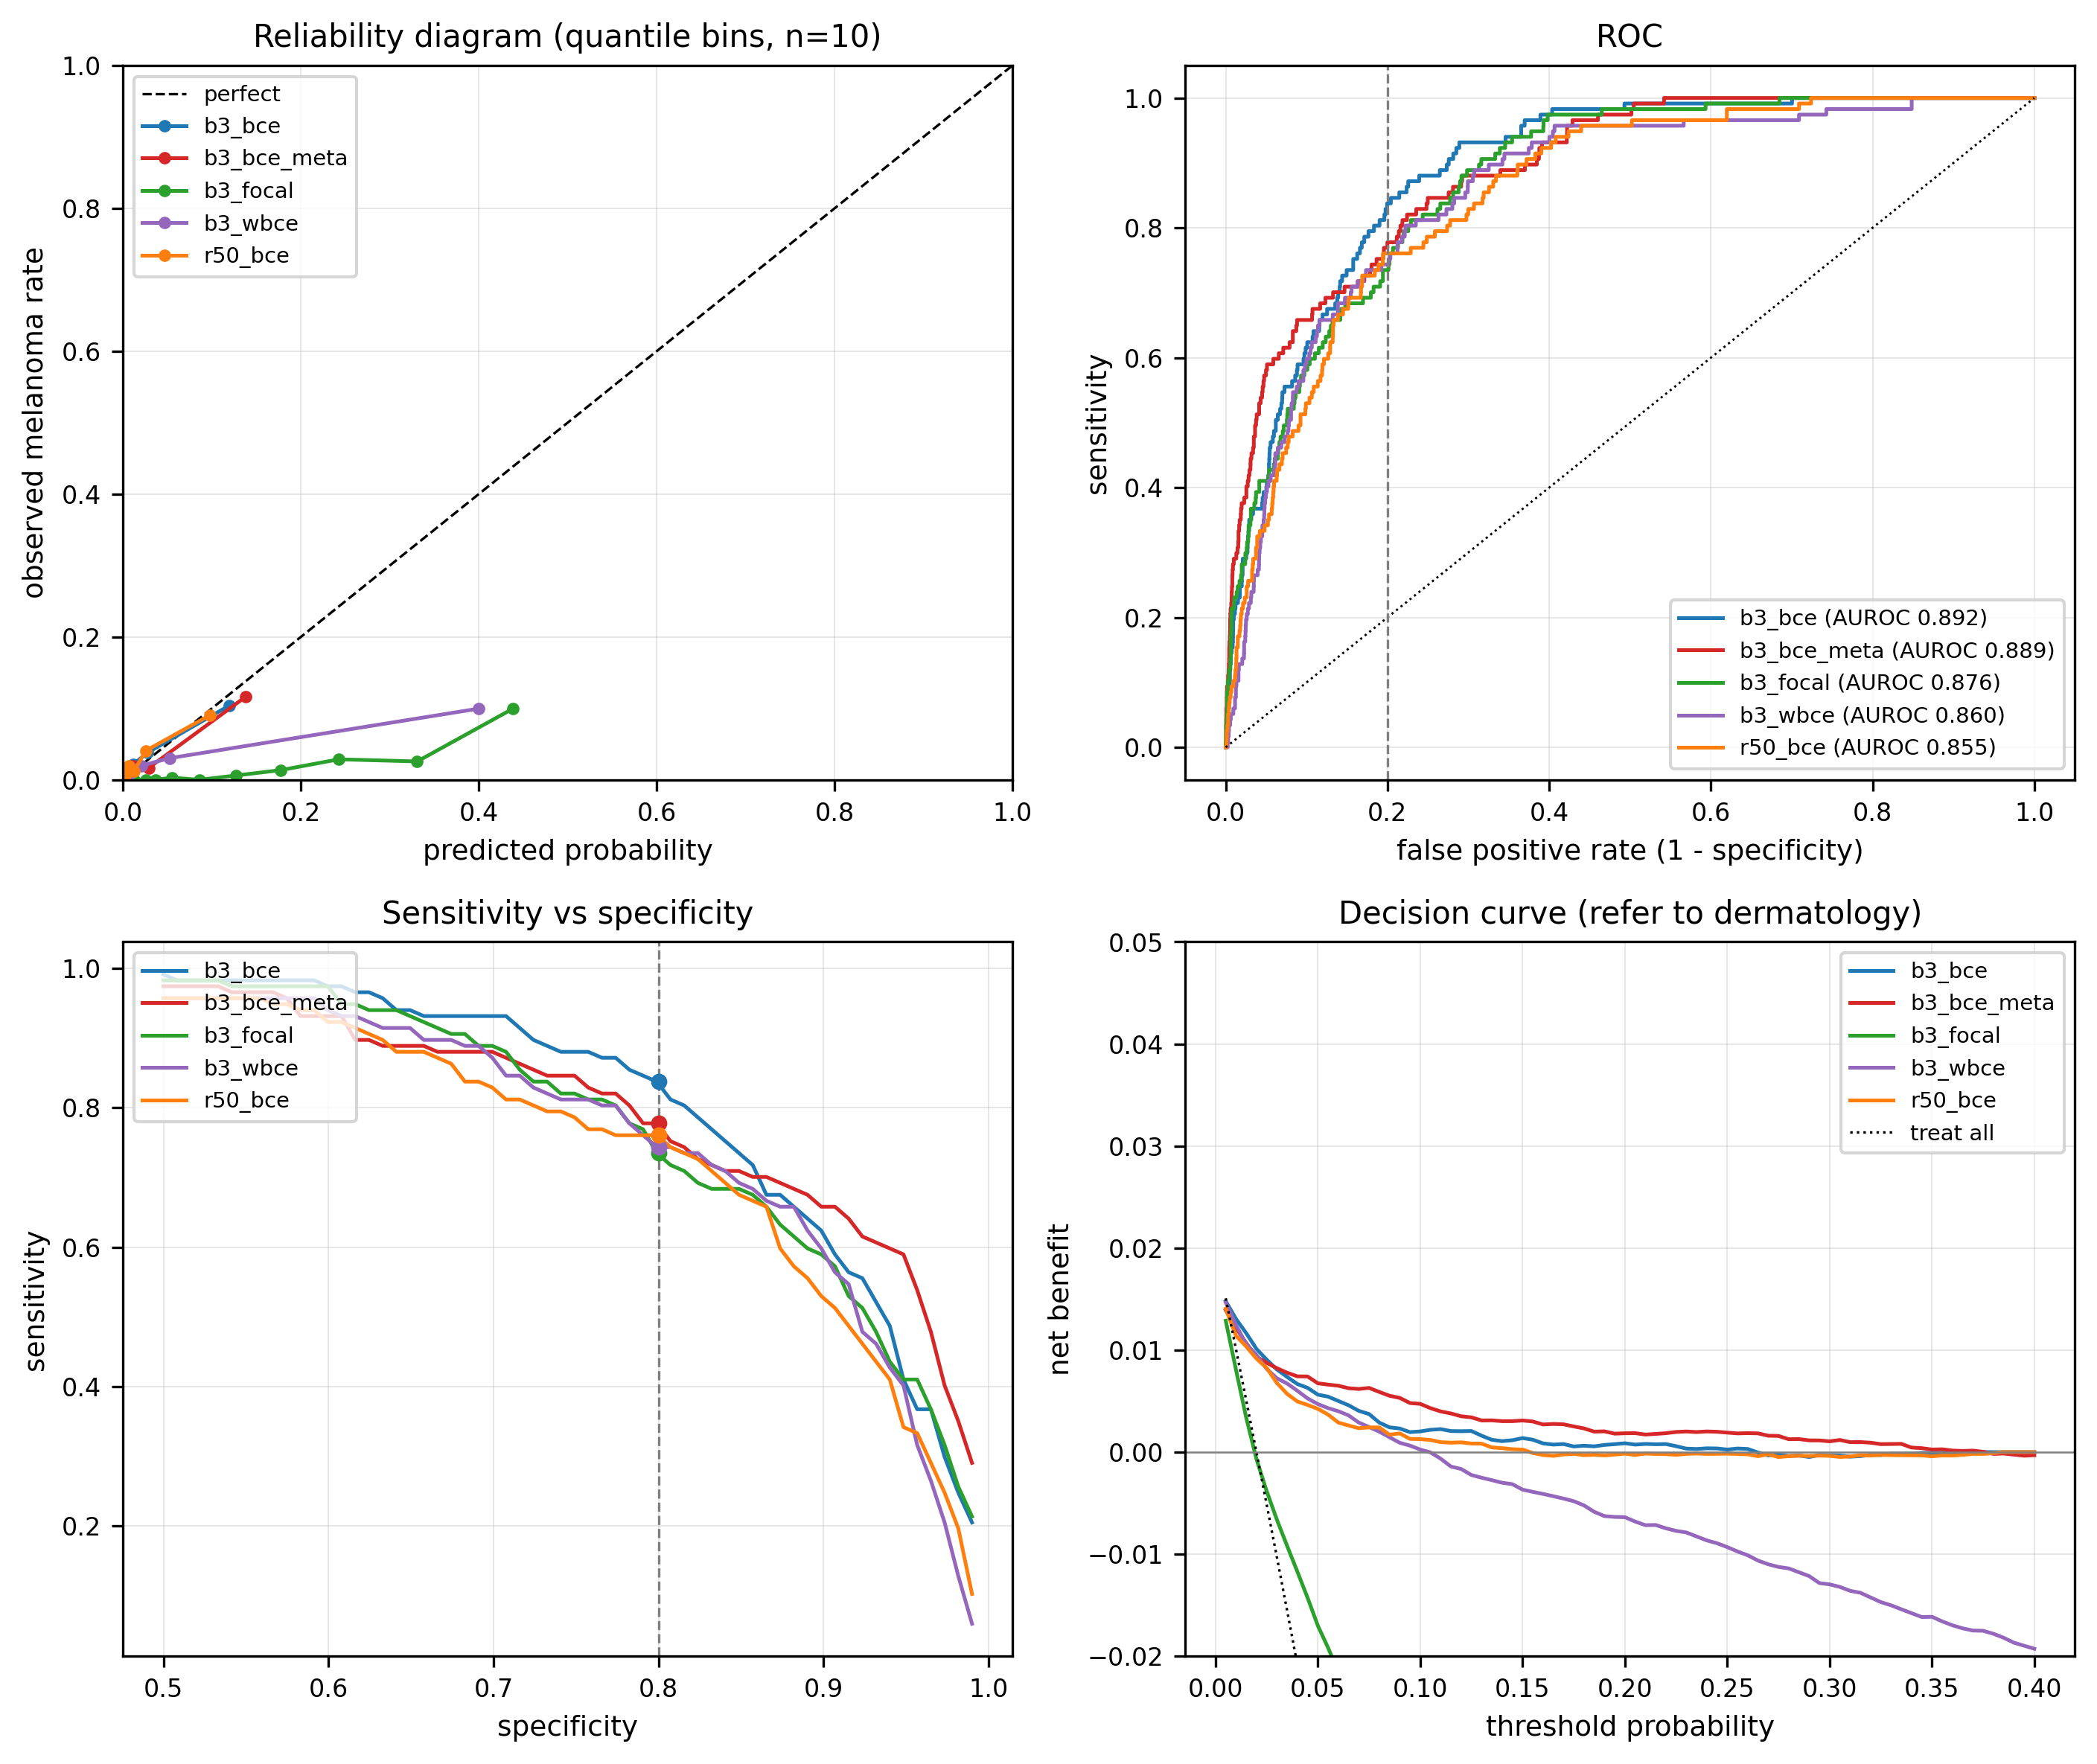 Reliability diagram (quantile bins, n=10)
1.0
0.8
0.6
0.4
0.2
0.0
observed melanoma rate
perfect
b3_bce
b3_bce_meta
b3_focal
b3_wbce
r50_bce
0.0 0.2 0.4 0.6 0.8 1.0
predicted probability
ROC
1.0
0.8
0.6
0.4
0.2
0.0
sensitivity
b3_bce (AUROC 0.892)
b3_bce_meta (AUROC 0.889)
b3_focal (AUROC 0.876)
b3_wbce (AUROC 0.860)
r50_bce (AUROC 0.855)
0.0 0.2 0.4 0.6 0.8 1.0
false positive rate (1 - specificity)
Sensitivity vs specificity
1.0
0.8
0.6
0.4
0.2
sensitivity
b3_bce
b3_bce_meta
b3_focal
b3_wbce
r50_bce
0.5 0.6 0.7 0.8 0.9 1.0
specificity
Decision curve (refer to dermatology)
0.05
0.04
0.03
0.02
0.01
0.00
−0.01
−0.02
net benefit
b3_bce
b3_bce_meta
b3_focal
b3_wbce
r50_bce
treat all
0.00 0.05 0.10 0.15 0.20 0.25 0.30 0.35 0.40
threshold probability